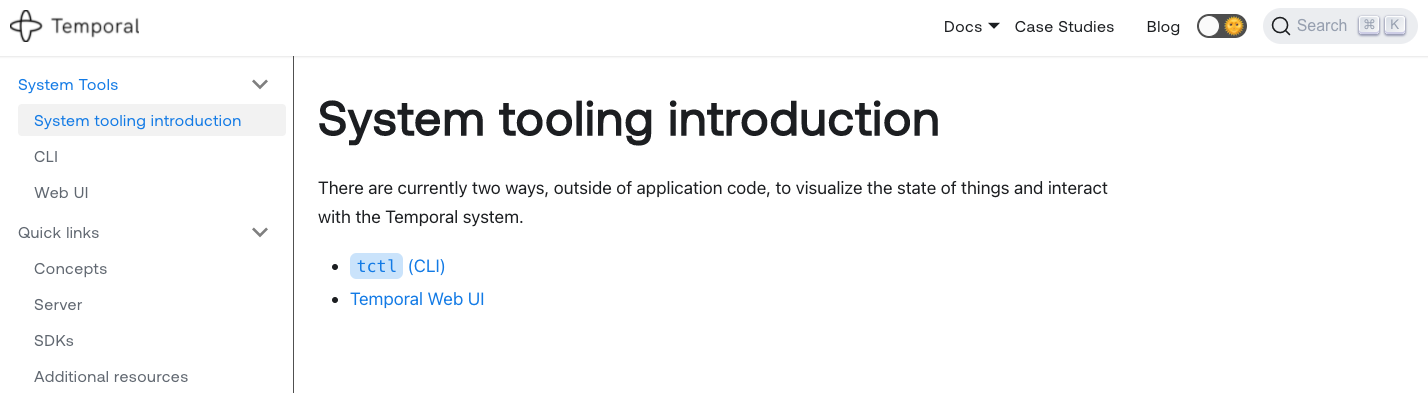 Temporal
Docs Case Studies Blog Search ⌘ K
System Tools
System tooling introduction
CLI
Web UI
Quick links
Concepts
Server
SDKs
Additional resources
System tooling introduction
There are currently two ways, outside of application code, to visualize the state of things and interact
with the Temporal system.
tctl (CLI)
Temporal Web UI